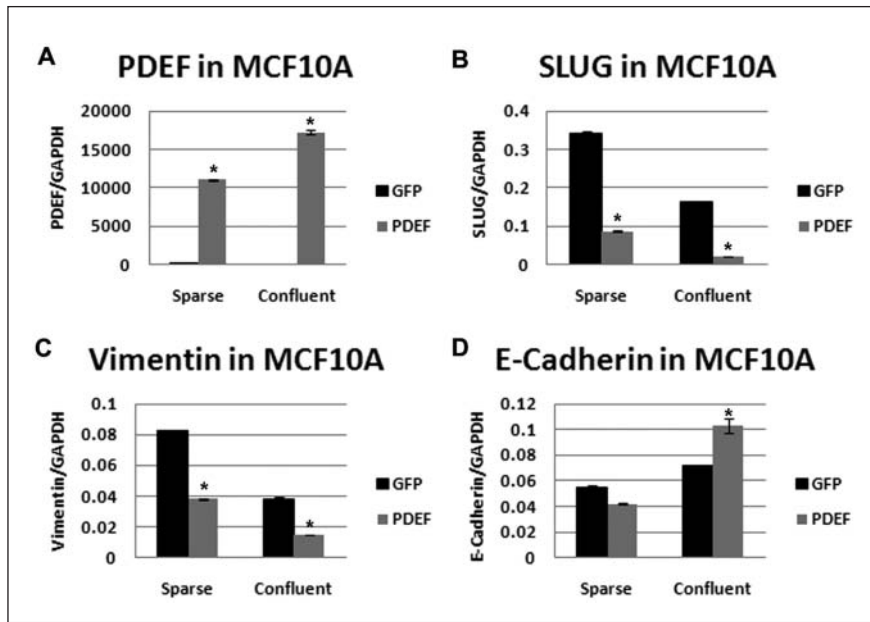 A
PDEF in MCF10A
PDEF/GAPDH
20000
15000
10000
5000
0
*
*
Sparse
Confluent
GFP
PDEF
B
SLUG in MCF10A
SLUG/GAPDH
0.4
0.3
0.2
0.1
0
*
*
Sparse
Confluent
GFP
PDEF
C
Vimentin in MCF10A
Vimentin/GAPDH
0.1
0.08
0.06
0.04
0.02
0
*
*
Sparse
Confluent
GFP
PDEF
D
E-Cadherin in MCF10A
E-Cadherin/GAPDH
0.12
0.1
0.08
0.06
0.04
0.02
0
*
Sparse
Confluent
GFP
PDEF